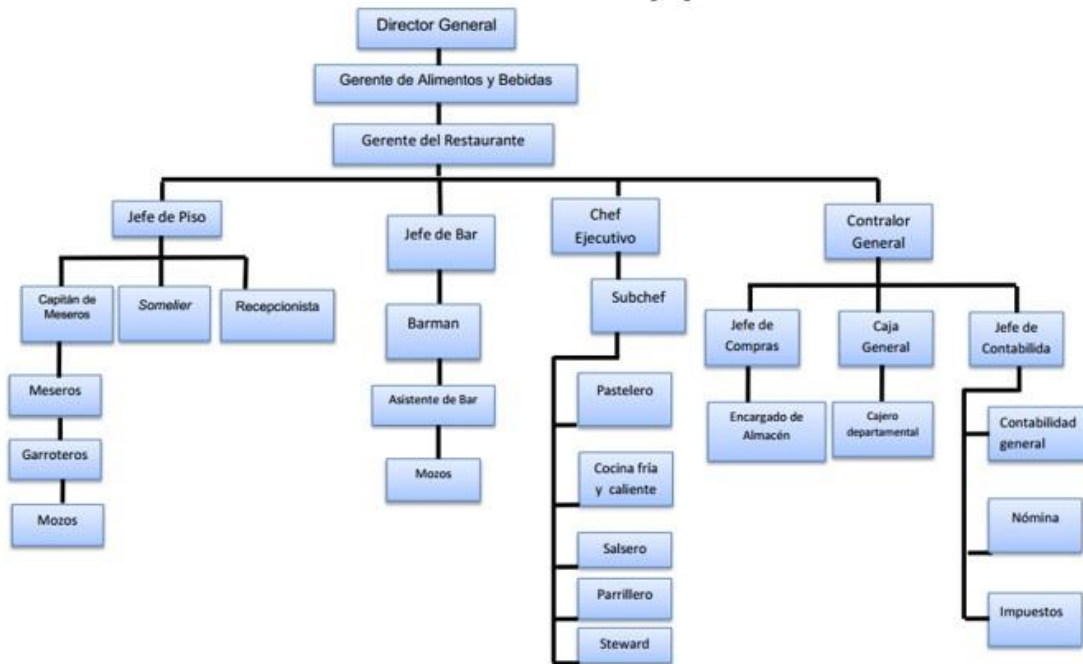 Director General
Gerente de Alimentos y Bebidas
Gerente del Restaurante
Jefe de Piso
Jefe de Bar
Chef
Ejecutivo
Contralor
General
Capitán de
Meseros
Somelier
Recepcionista
Barman
Subchef
Jefe de
Compras
Caja
General
Jefe de
Contabilida
Meseros
Asistente de Bar
Pastelero
Encargado de
Almacén
Cajero
departamental
Contabilidad
general
Garroteros
Mozos
Cocina fría
y caliente
Mozos
Nómina
Salsero
Parrillero
Impuestos
Steward